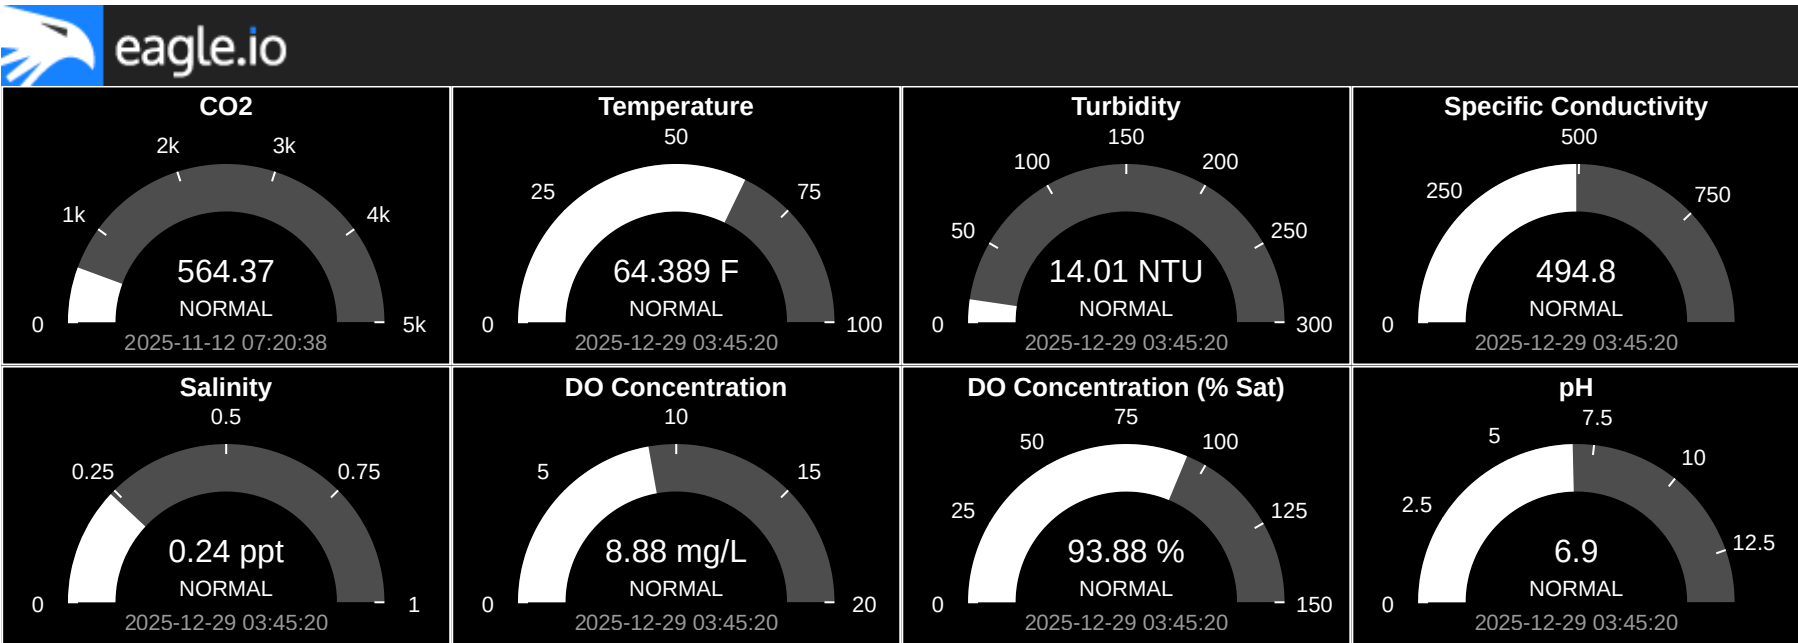 eagle.io
CO2
2k
3k
1k
4k
564.37
NORMAL
0
5k
2025-11-12 07:20:38
Temperature
50
25
75
64.389 F
NORMAL
0
100
2025-12-29 03:45:20
Turbidity
150
100
200
50
250
14.01 NTU
NORMAL
0
300
2025-12-29 03:45:20
Specific Conductivity
500
250
750
494.8
NORMAL
0
2025-12-29 03:45:20
Salinity
0.5
0.25
0.75
0.24 ppt
NORMAL
0
1
2025-12-29 03:45:20
DO Concentration
10
5
15
8.88 mg/L
NORMAL
0
20
2025-12-29 03:45:20
DO Concentration (% Sat)
75
50
100
25
125
93.88 %
NORMAL
0
150
2025-12-29 03:45:20
pH
7.5
5
10
2.5
12.5
6.9
NORMAL
0
2025-12-29 03:45:20